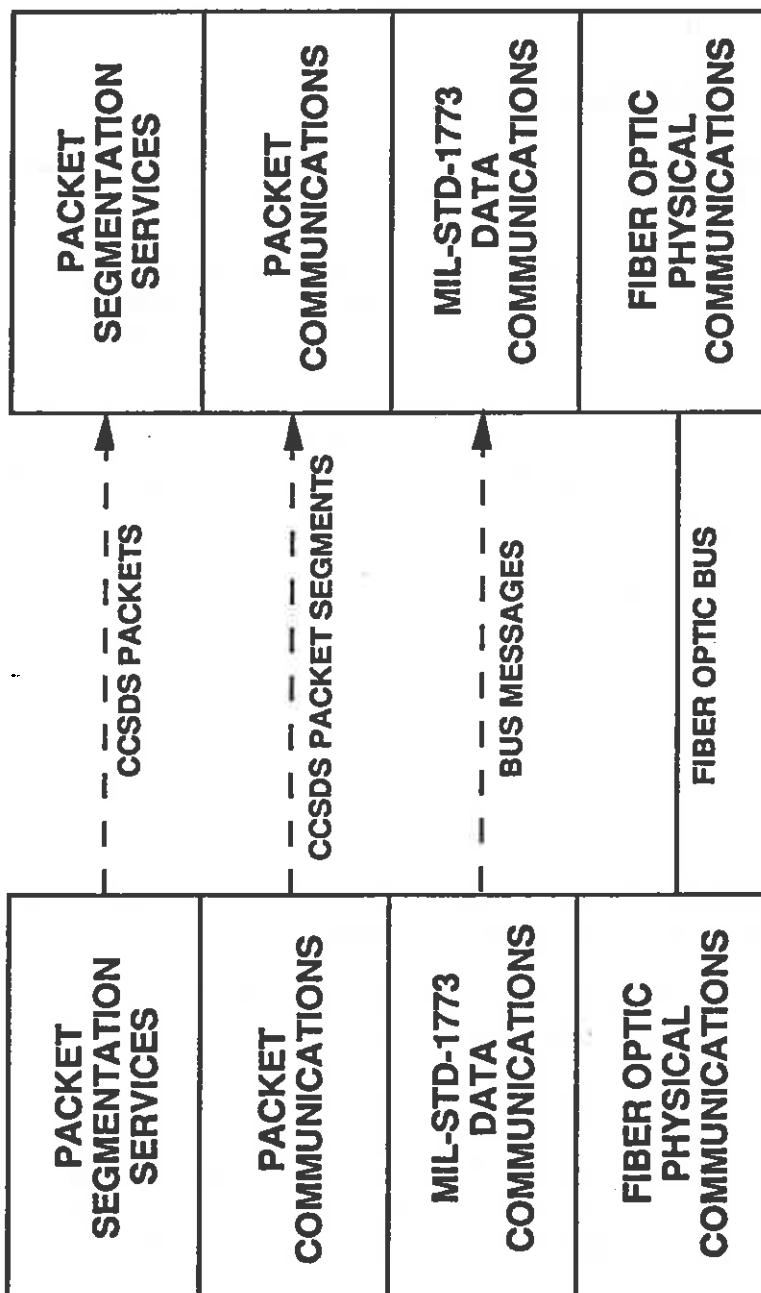 PACKET
SEGMENTATION
SERVICES
PACKET
COMMUNICATIONS
MIL-STD-1773
DATA
COMMUNICATIONS
FIBER OPTIC
PHYSICAL
COMMUNICATIONS
CCSDS PACKETS
CCSDS PACKET SEGMENTS
BUS MESSAGES
FIBER OPTIC BUS
PACKET
SEGMENTATION
SERVICES
PACKET
COMMUNICATIONS
MIL-STD-1773
DATA
COMMUNICATIONS
FIBER OPTIC
PHYSICAL
COMMUNICATIONS